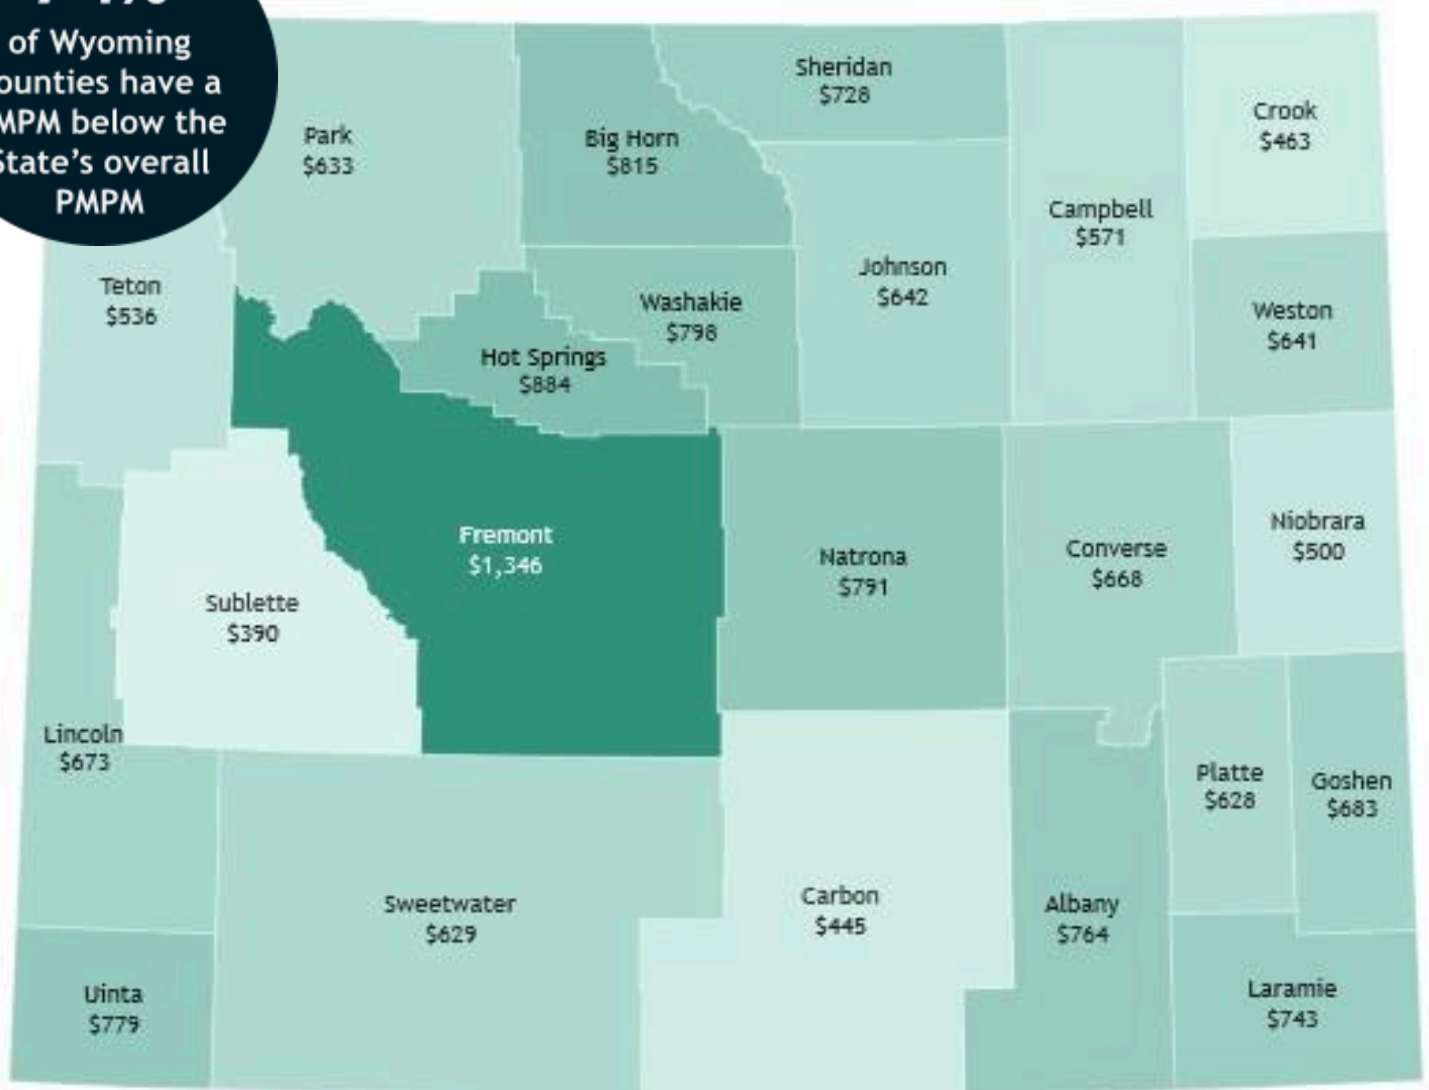 of Wyoming
ounties have a
MPM below the
State's overall
PMPM
Sheridan
$728
Crook
$463
Park
$633
Big Horn
$815
Campbell
$571
Johnson
$642
Teton
$536
Washakie
$798
Weston
$641
Hot Springs
$884
Fremont
$1,346
Natrona
$791
Converse
$668
Niobrara
$500
Sublette
$390
Lincoln
$673
Platte
$628
Goshen
$683
Sweetwater
$629
Carbon
$445
Albany
$764
Uinta
$779
Laramie
$743